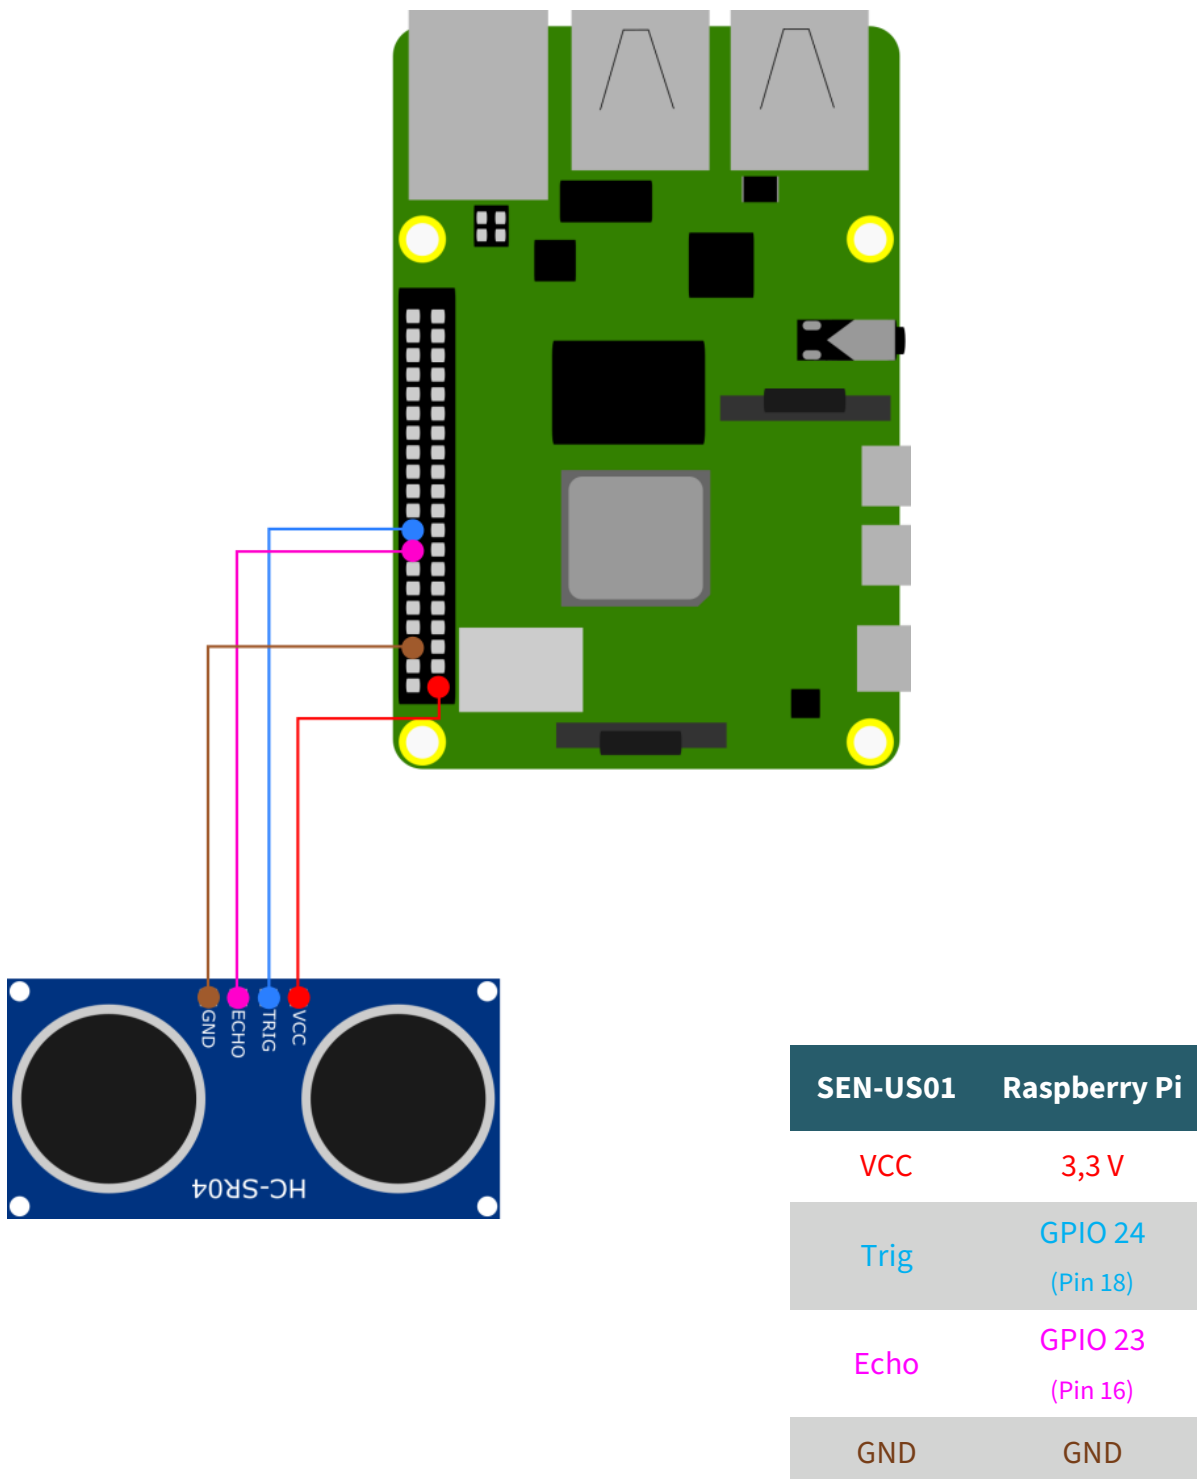 GND
ECHO
TRIG
VCC
HC-SR04
SEN-US01 Raspberry Pi
VCC 3,3 V
Trig GPIO 24
(Pin 18)
Echo GPIO 23
(Pin 16)
GND GND